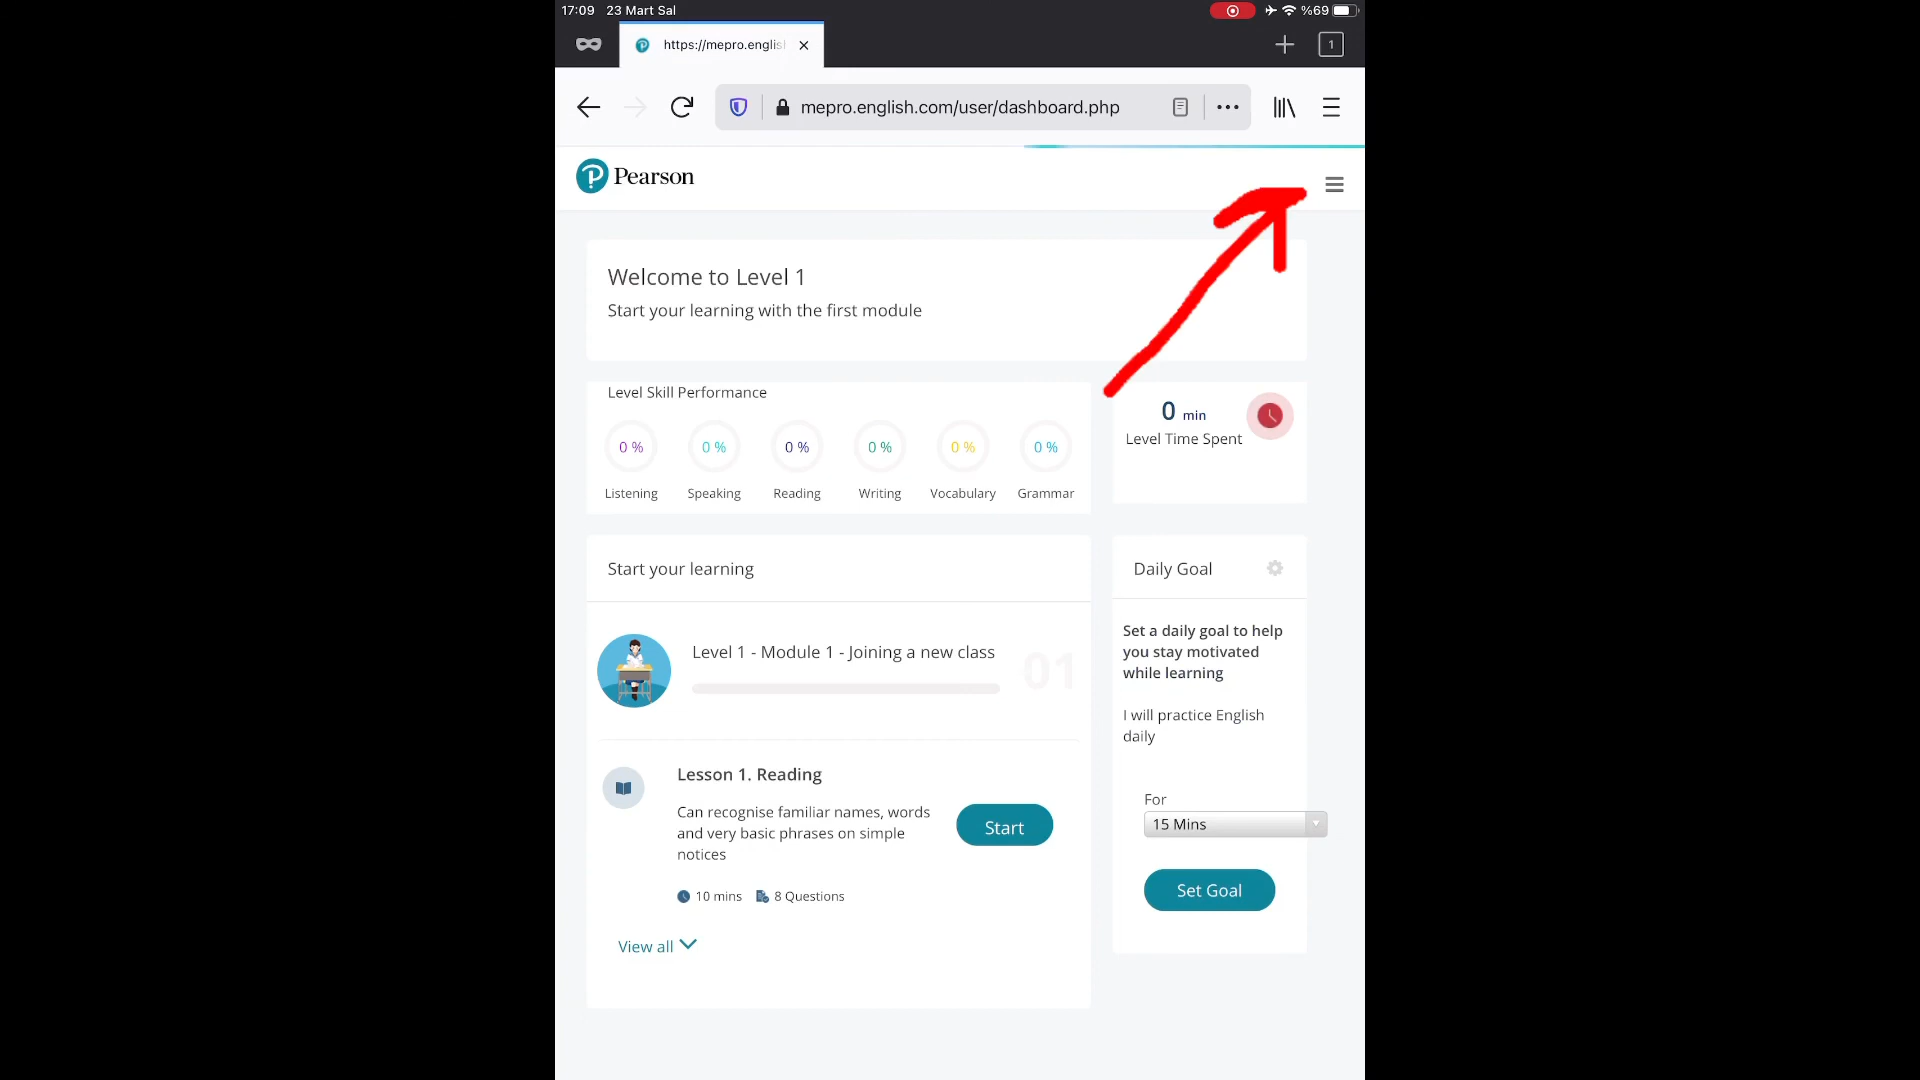 17:09 23 Mart Sal %69
https://mepro.englis
1
mepro.english.com/user/dashboard.php
Pearson
Welcome to Level 1
Start your learning with the first module
Level Skill Performance
0 % 0 % 0 % 0 % 0 % 0 %
Listening Speaking Reading Writing Vocabulary Grammar
0 min
Level Time Spent
Start your learning
Level 1 - Module 1 - Joining a new class
01
Lesson 1. Reading
Can recognise familiar names, words
and very basic phrases on simple
notices
Start
10 mins 8 Questions
View all
Daily Goal
Set a daily goal to help
you stay motivated
while learning
I will practice English
daily
For
15 Mins
Set Goal